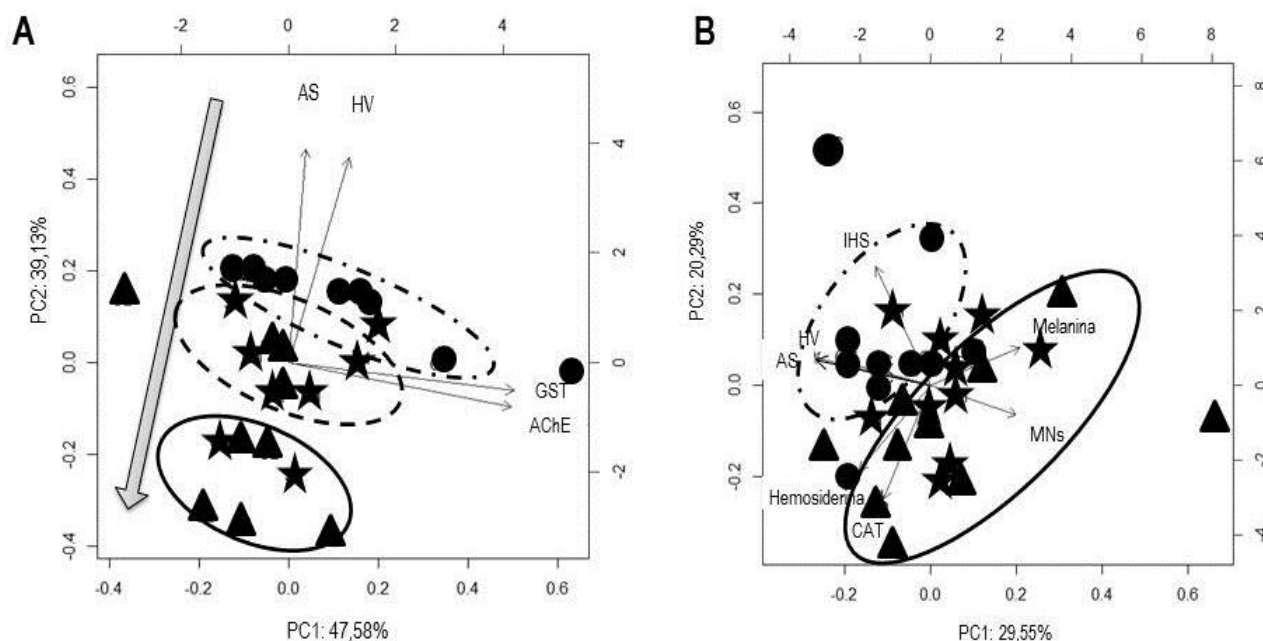 A
-2 0 2 4
0.6
0.4
0.2
0.0
-0.2
-0.4
4
2
0
-2
AS HV
GST
AChE
PC2: 39,13%
-0.4 -0.2 0.0 0.2 0.4 0.6
PC1: 47,58%
B
-4 -2 0 2 4 6 8
0.6
0.4
0.2
0.0
-0.2
8
6
4
2
0
-2
-4
IHS
Melanina
HV
AS
MNs
CAT
PC2: 20,29%
-0.2 0.0 0.2 0.4 0.6
PC1: 29,55%